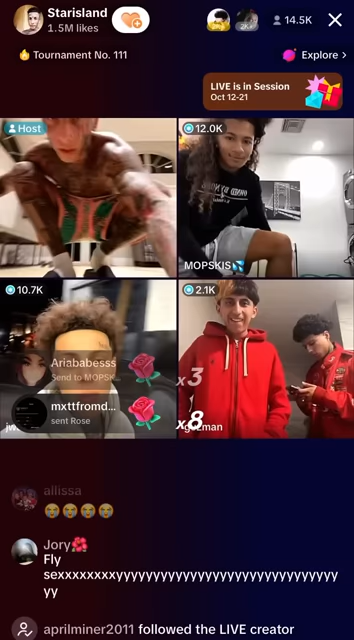 Starisland
1.5M likes
14.5K
Tournament No. 111
Explore >
LIVE is in Session
Oct 12-21
Host
12.0K
MOPSKIS💦
10.7K
2.1K
Ariababesss
Send to MOPSK...
x3
mxttfromd...
sent Rose
x8
allissa
😭😭😭😭
Jory🌺
Fly
sexxxxxxxxyyyyyyyyyyyyyyyyyyyyyyyyyyyyyyy
yy
aprilminer2011 followed the LIVE creator